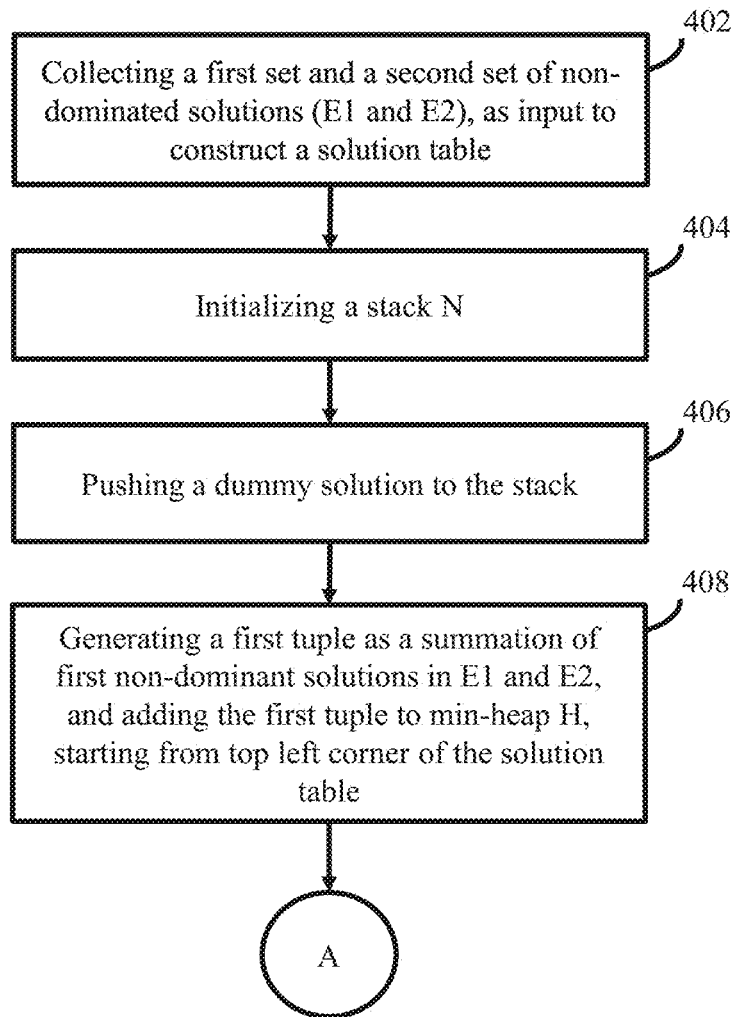 402
Collecting a first set and a second set of non-
dominated solutions (E1 and E2), as input to
construct a solution table
404
Initializing a stack N
406
Pushing a dummy solution to the stack
408
Generating a first tuple as a summation of
first non-dominant solutions in E1 and E2,
and adding the first tuple to min-heap H,
starting from top left corner of the solution
table
A